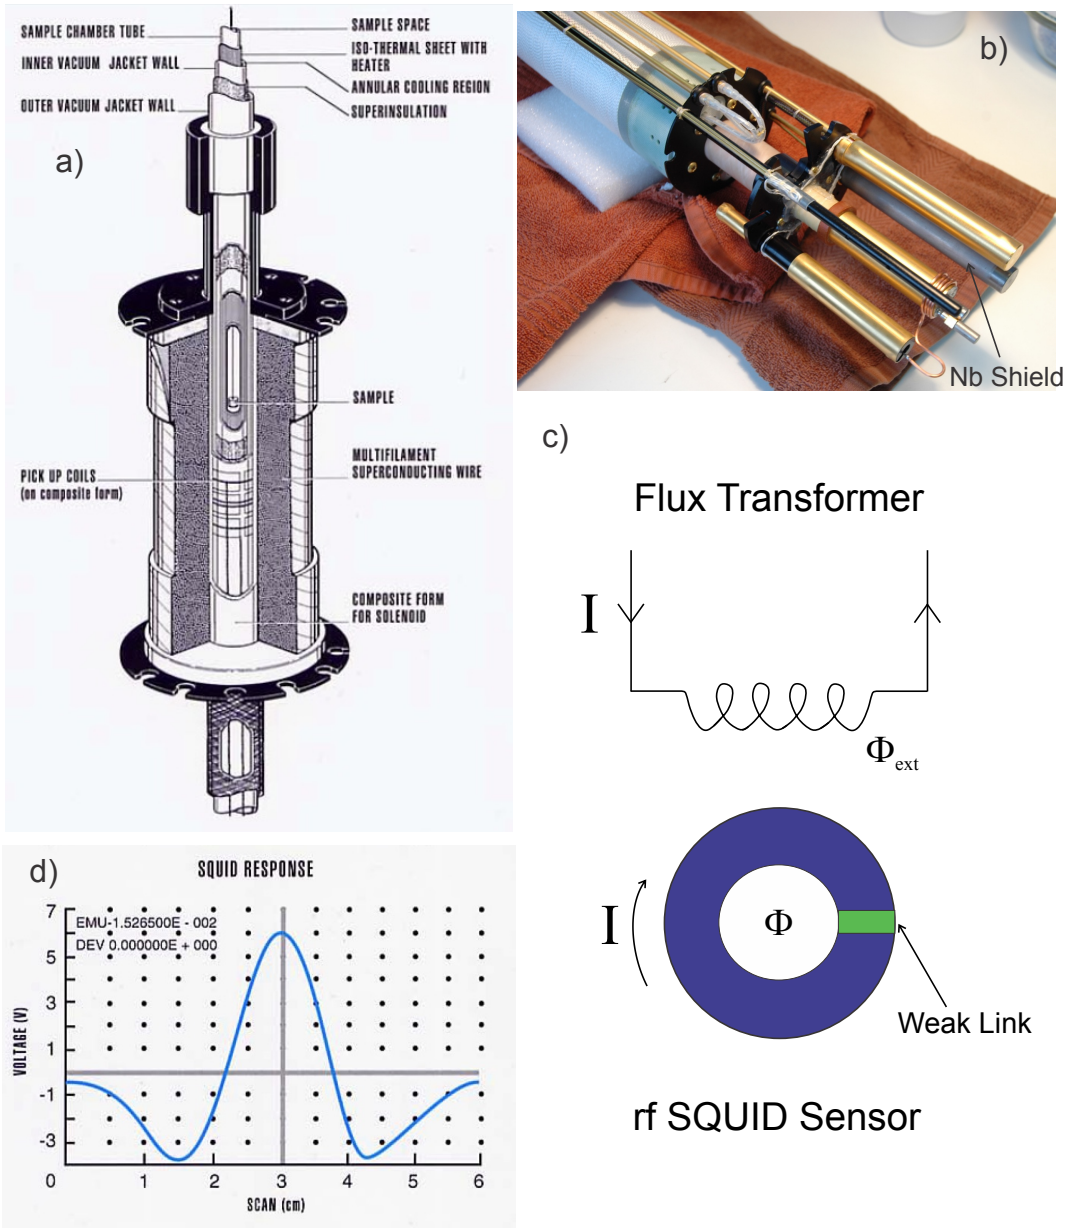 SAMPLE CHAMBER TUBE
INNER VACUUM JACKET WALL
OUTER VACUUM JACKET WALL
SAMPLE SPACE
ISO-THERMAL SHEET WITH
HEATER
ANNULAR COOLING REGION
SUPERINSULATION
a)
SAMPLE
PICK UP COILS
(on composite form)
MULTIFILAMENT
SUPERCONDUCTING WIRE
COMPOSITE FORM
FOR SOLENOID
b)
Nb Shield
c)
Flux Transformer
I
Φext
I
Φ
Weak Link
rf SQUID Sensor
d)
SQUID RESPONSE
EMU-1.526500E - 002
DEV 0.000000E + 000
VOLTAGE (V)
7
5
3
1
-1
-3
0 1 2 3 4 5 6
SCAN (cm)